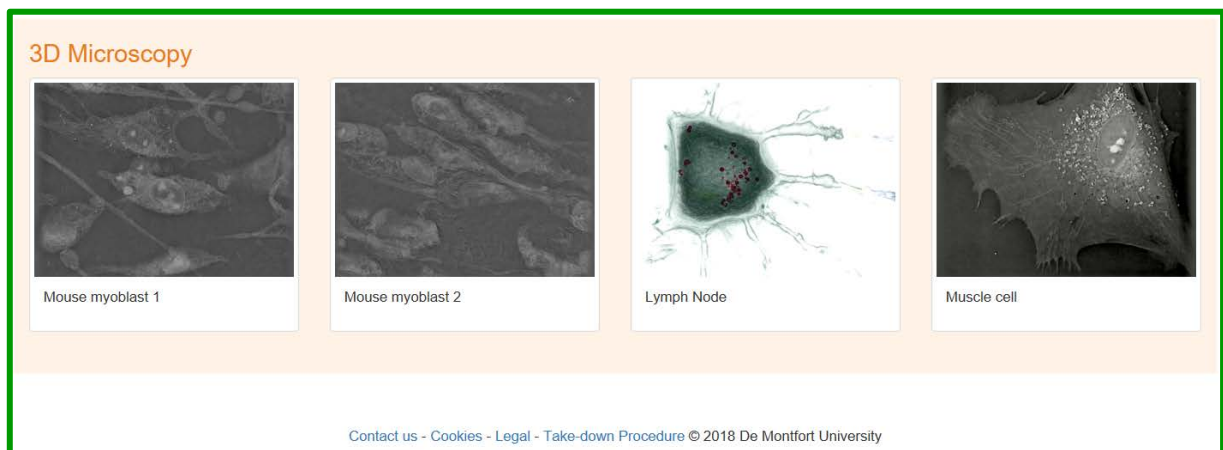 3D Microscopy
Mouse myoblast 1
Mouse myoblast 2
Lymph Node
Muscle cell
Contact us - Cookies - Legal - Take-down Procedure © 2018 De Montfort University